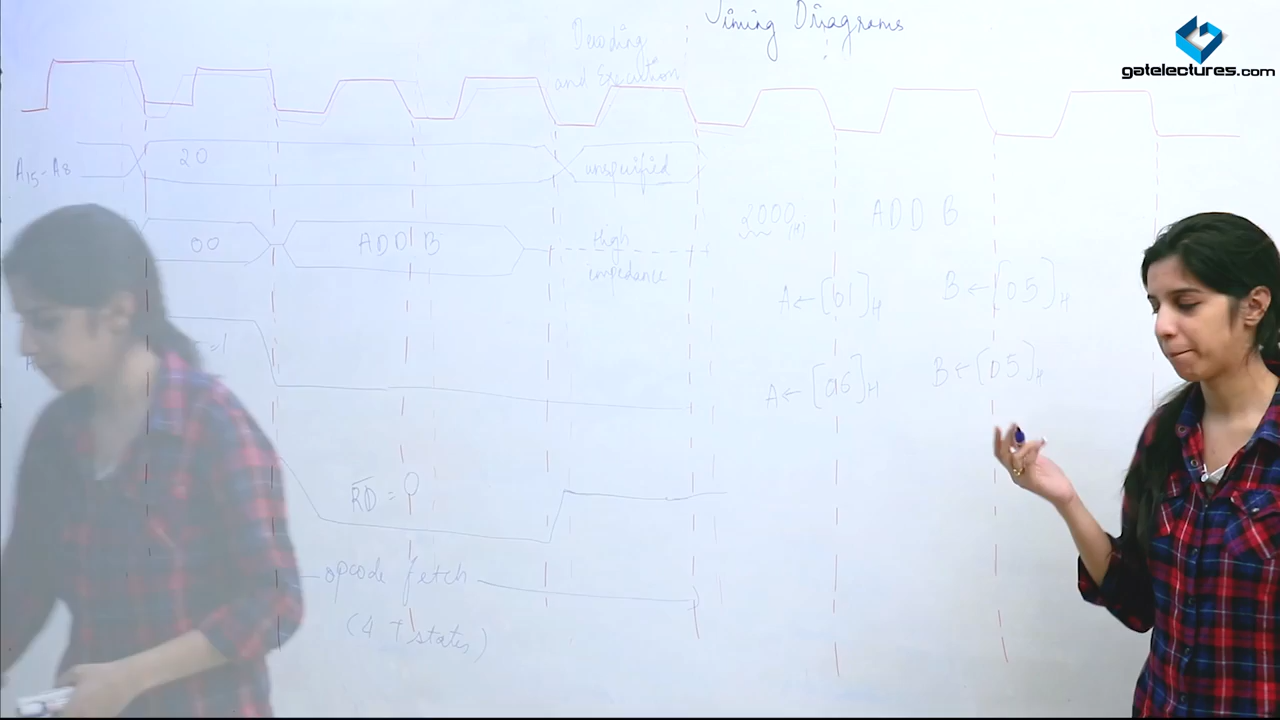 Timing Diagrams
gatelectures.com
Decoding
and Execution
A15-A8
20
unspecified
00
ADD B
High
impedance
2000 (H)
ADD B
A ← [01]H
B ← [05]H
=1
A ← [06]H
B ← [05]H
RD̅ = 0
opcode fetch
(4 T states)